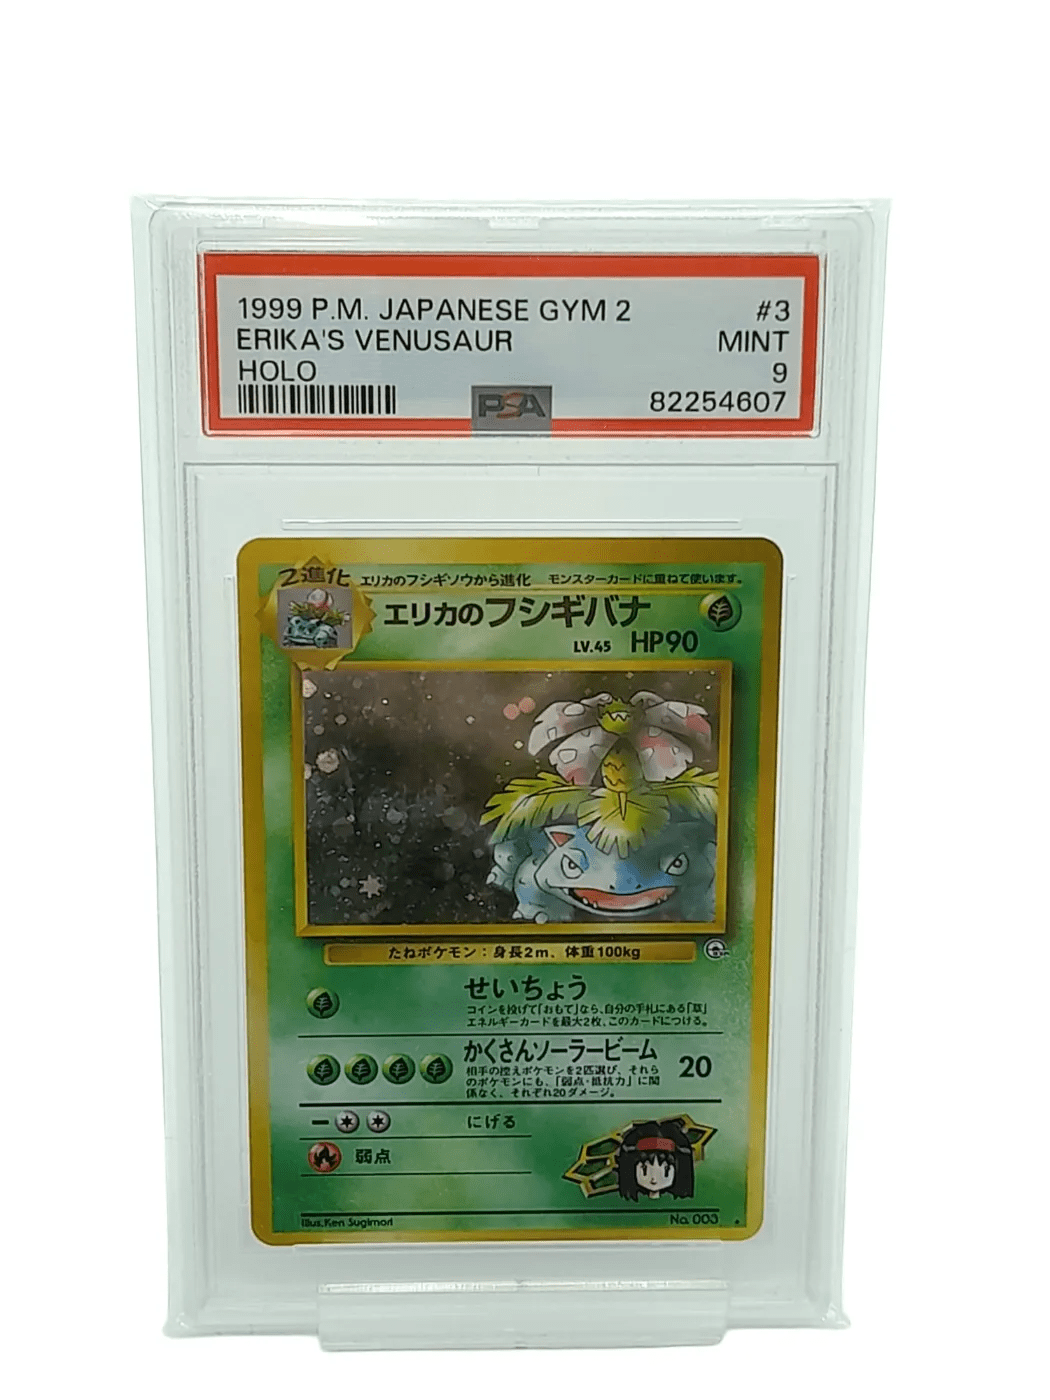 1999 P.M. JAPANESE GYM 2 #3
ERIKA'S VENUSAUR MINT
HOLO 9
PSA 82254607
2進化 エリカのフシギソウから進化 モンスターカードに重ねて使います。
エリカのフシギバナ
LV.45 HP90
たねポケモン：身長2m、体重100kg
せいちょう
コインを投げて「おもて」なら、自分の手札にある「草」
エネルギーカードを最大2枚、このカードにつける。
かくさんソーラービーム 20
相手の控えポケモンを2匹選び、それら
のポケモンにも、「弱点・抵抗力」に関
係なく、それぞれ20ダメージ。
にげる
弱点
Illus.Ken Sugimori No.003